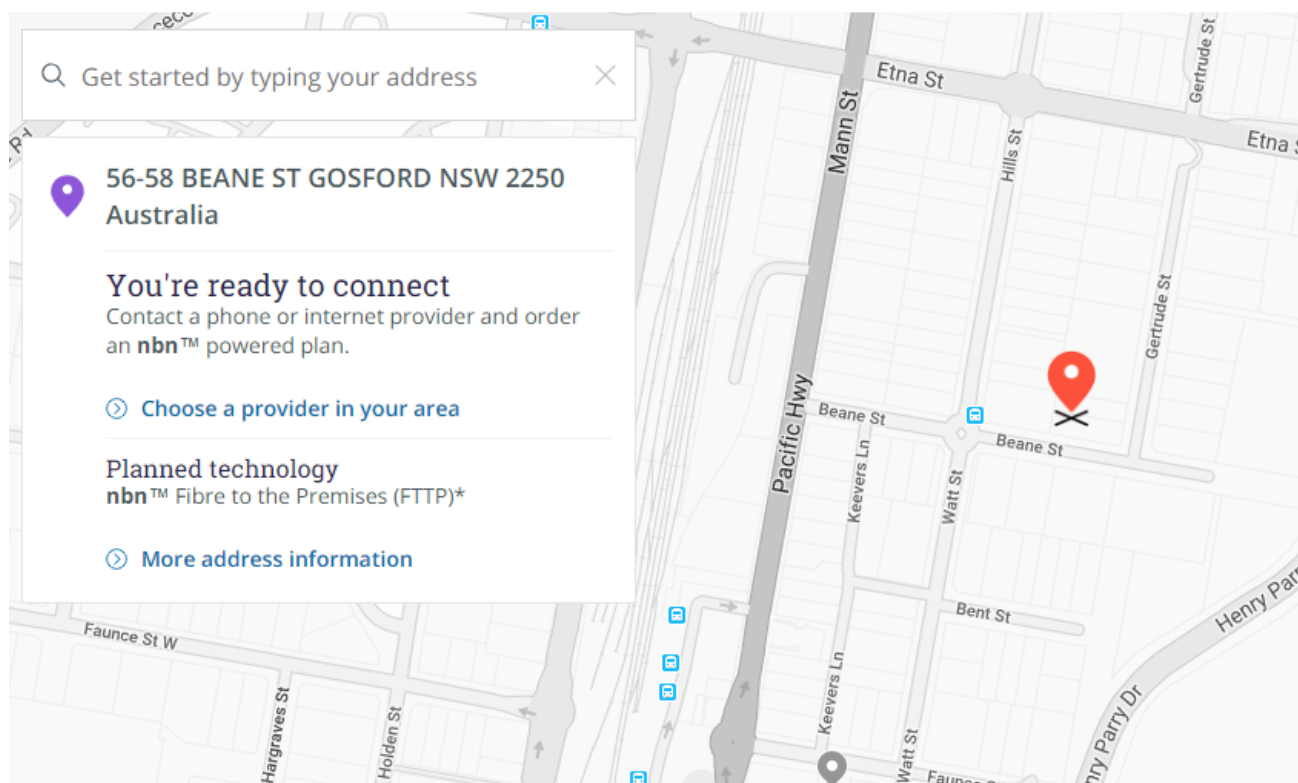 Get started by typing your address
56-58 BEANE ST GOSFORD NSW 2250
Australia
You're ready to connect
Contact a phone or internet provider and order
an nbn™ powered plan.
Choose a provider in your area
Planned technology
nbn™ Fibre to the Premises (FTTP)*
More address information
Rd
Etna St
Etna
Gertrude St
Mann St
Hills St
Gertrude St
Pacific Hwy
Beane St
Beane St
Keevers Ln
Watt St
Bent St
Henry Parry Dr
Faunce St W
Hargraves St
Holden St
Keevers Ln
Watt St
Faunce